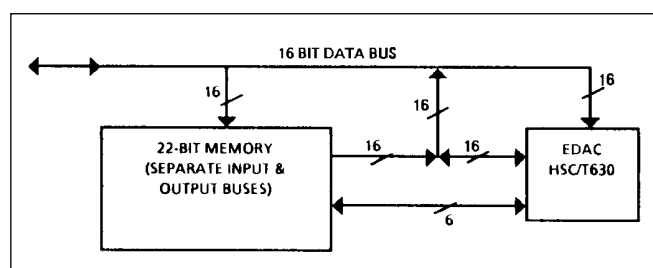 16 BIT DATA BUS
16
16
16
22-BIT MEMORY
(SEPARATE INPUT &
OUTPUT BUSES)
16
16
EDAC
HSC/T630
6